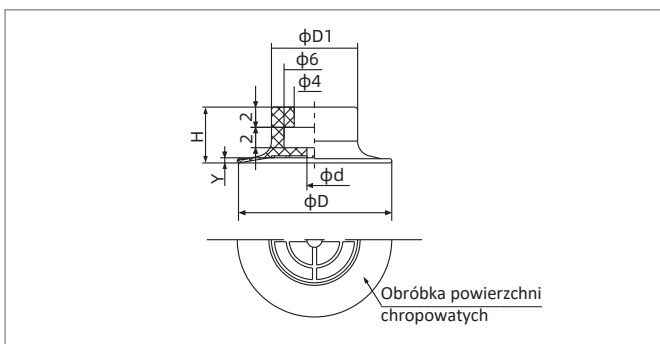 ϕD1
ϕ6
ϕ4
H
2
2
Y
ϕd
ϕD
Obróbka powierzchni
chropowatych